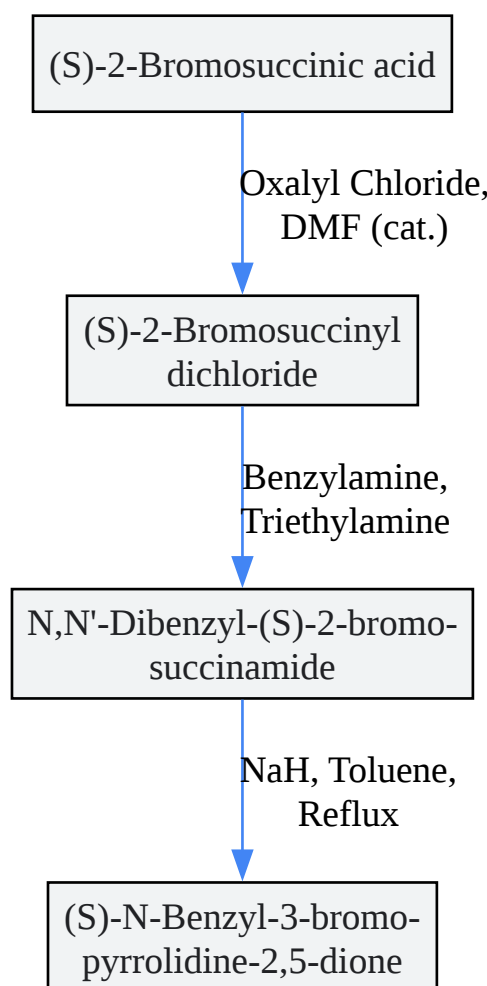 (S)-2-Bromosuccinic acid
Oxalyl Chloride,
DMF (cat.)
(S)-2-Bromosuccinyl
dichloride
Benzylamine,
Triethylamine
N,N'-Dibenzyl-(S)-2-bromo-
succinamide
NaH, Toluene,
Reflux
(S)-N-Benzyl-3-bromo-
pyrrolidine-2,5-dione